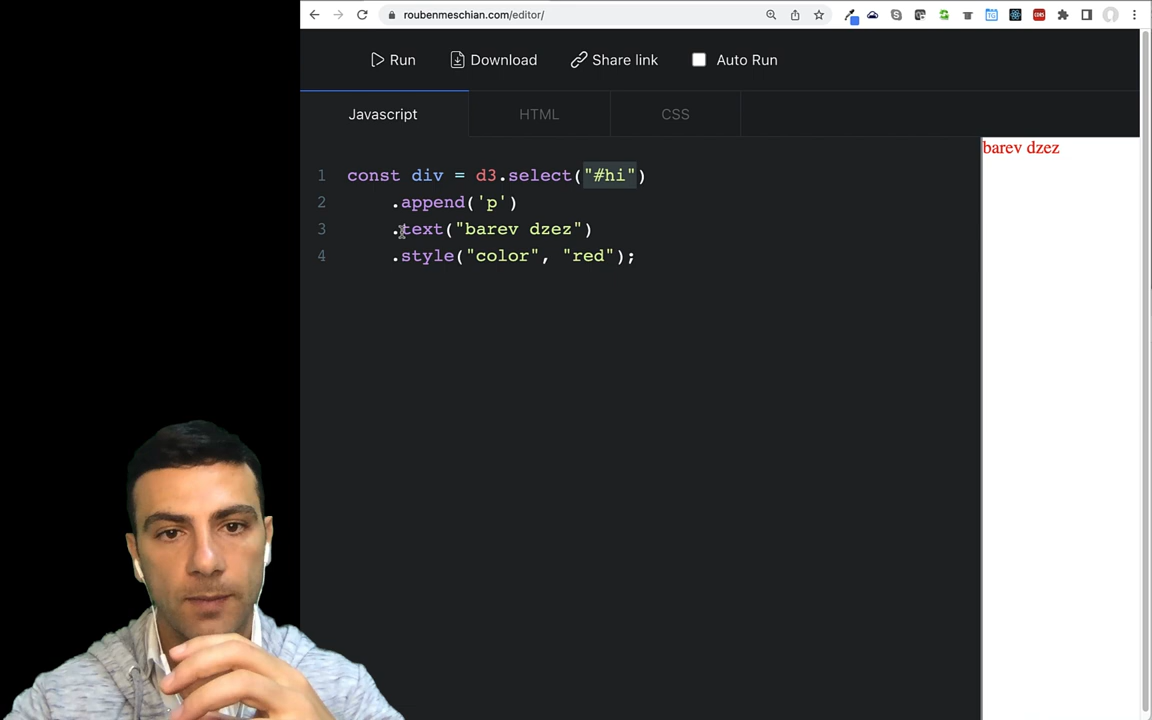 roubenmeschian.com/editor/
Run Download Share link Auto Run
Javascript HTML CSS
1 const div = d3.select("#hi")
2 .append('p')
3 .text("barev dzez")
4 .style("color", "red");
barev dzez